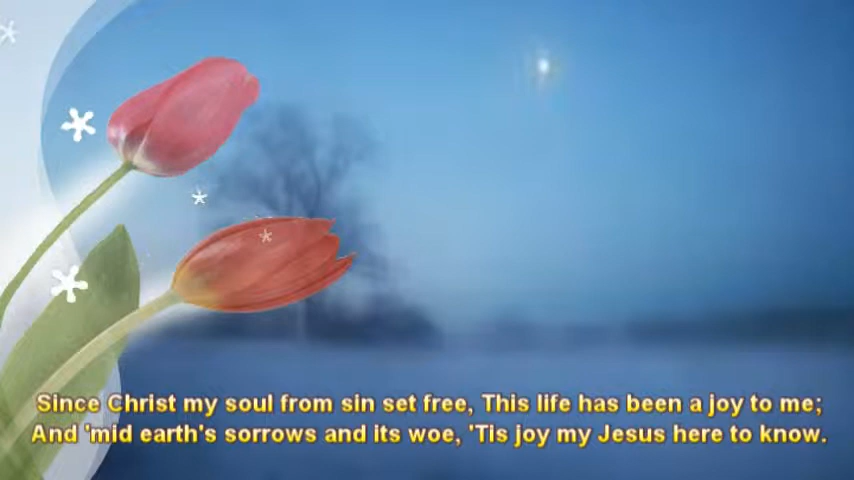 Since Christ my soul from sin set free, This life has been a joy to me;
And 'mid earth's sorrows and its woe, 'Tis joy my Jesus here to know.